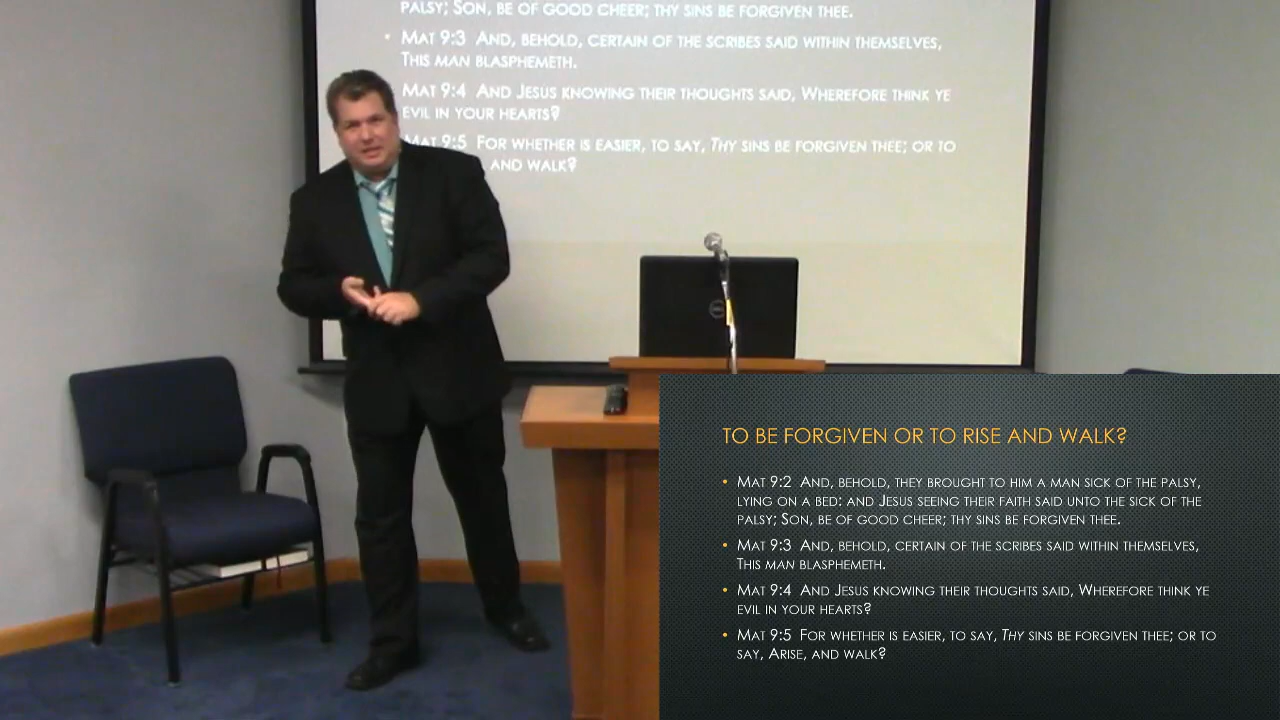 PALSY; SON, BE OF GOOD CHEER; THY SINS BE FORGIVEN THEE.
• MAT 9:3 AND, BEHOLD, CERTAIN OF THE SCRIBES SAID WITHIN THEMSELVES,
THIS MAN BLASPHEMETH.
MAT 9:4 AND JESUS KNOWING THEIR THOUGHTS SAID, WHEREFORE THINK YE
EVIL IN YOUR HEARTS?
MAT 9:5 FOR WHETHER IS EASIER, TO SAY, THY SINS BE FORGIVEN THEE; OR TO
AND WALK?
DELL
TO BE FORGIVEN OR TO RISE AND WALK?
• MAT 9:2 AND, BEHOLD, THEY BROUGHT TO HIM A MAN SICK OF THE PALSY,
LYING ON A BED: AND JESUS SEEING THEIR FAITH SAID UNTO THE SICK OF THE
PALSY; SON, BE OF GOOD CHEER; THY SINS BE FORGIVEN THEE.
• MAT 9:3 AND, BEHOLD, CERTAIN OF THE SCRIBES SAID WITHIN THEMSELVES,
THIS MAN BLASPHEMETH.
• MAT 9:4 AND JESUS KNOWING THEIR THOUGHTS SAID, WHEREFORE THINK YE
EVIL IN YOUR HEARTS?
• MAT 9:5 FOR WHETHER IS EASIER, TO SAY, THY SINS BE FORGIVEN THEE; OR TO
SAY, ARISE, AND WALK?